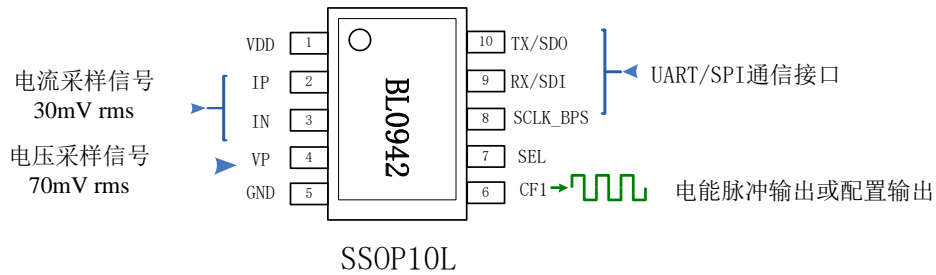 VDD 1
10 TX/SDO
电流采样信号
30mV rms
IP 2
9 RX/SDI
UART/SPI通信接口
IN 3
8 SCLK_BPS
电压采样信号
70mV rms
VP 4
7 SEL
GND 5
6 CF1
电能脉冲输出或配置输出
BL0942
SSOP10L